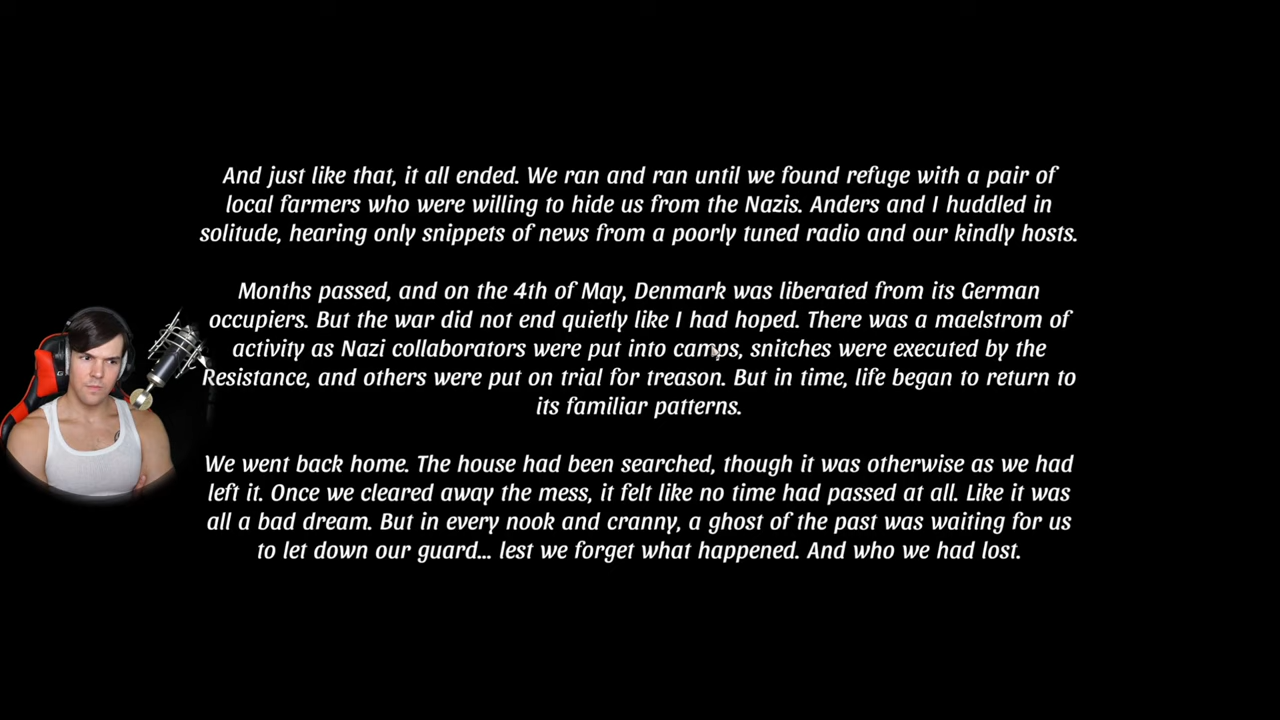 And just like that, it all ended. We ran and ran until we found refuge with a pair of
local farmers who were willing to hide us from the Nazis. Anders and I huddled in
solitude, hearing only snippets of news from a poorly tuned radio and our kindly hosts.
Months passed, and on the 4th of May, Denmark was liberated from its German
occupiers. But the war did not end quietly like I had hoped. There was a maelstrom of
activity as Nazi collaborators were put into camps, snitches were executed by the
Resistance, and others were put on trial for treason. But in time, life began to return to
its familiar patterns.
We went back home. The house had been searched, though it was otherwise as we had
left it. Once we cleared away the mess, it felt like no time had passed at all. Like it was
all a bad dream. But in every nook and cranny, a ghost of the past was waiting for us
to let down our guard... lest we forget what happened. And who we had lost.